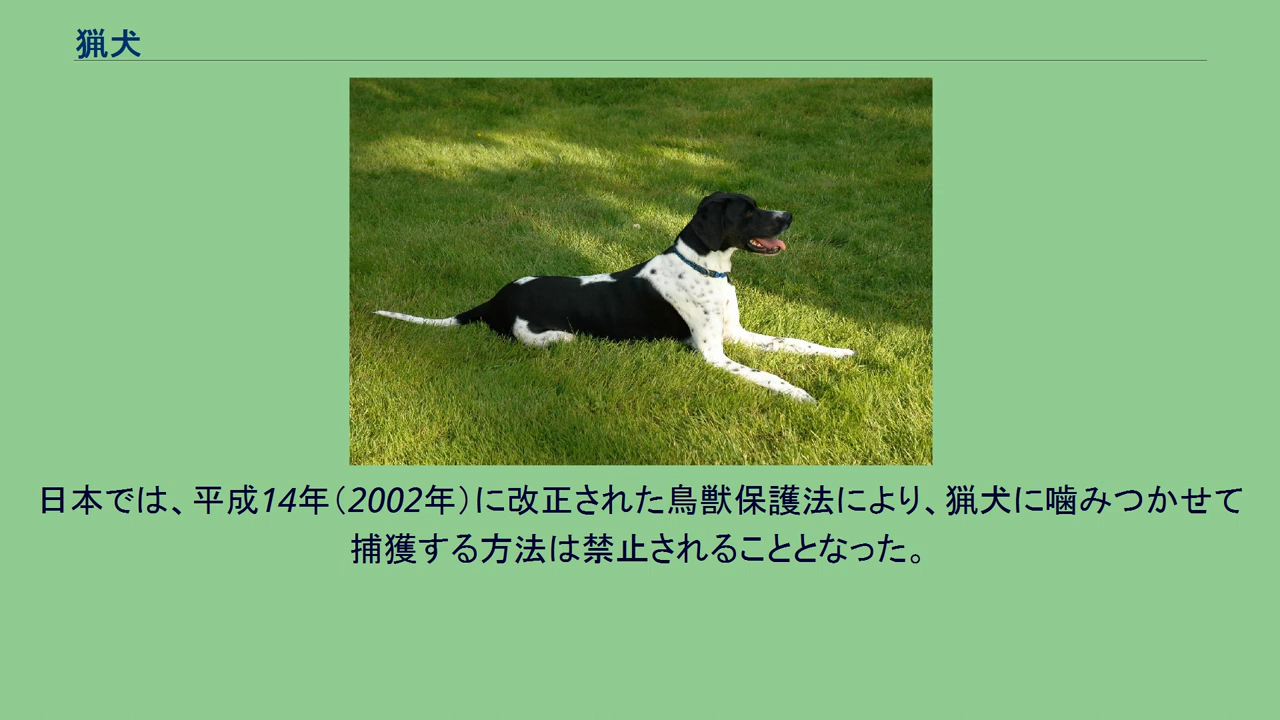 猟犬
日本では、平成14年（2002年）に改正された鳥獣保護法により、猟犬に噛みつかせて
捕獲する方法は禁止されることとなった。